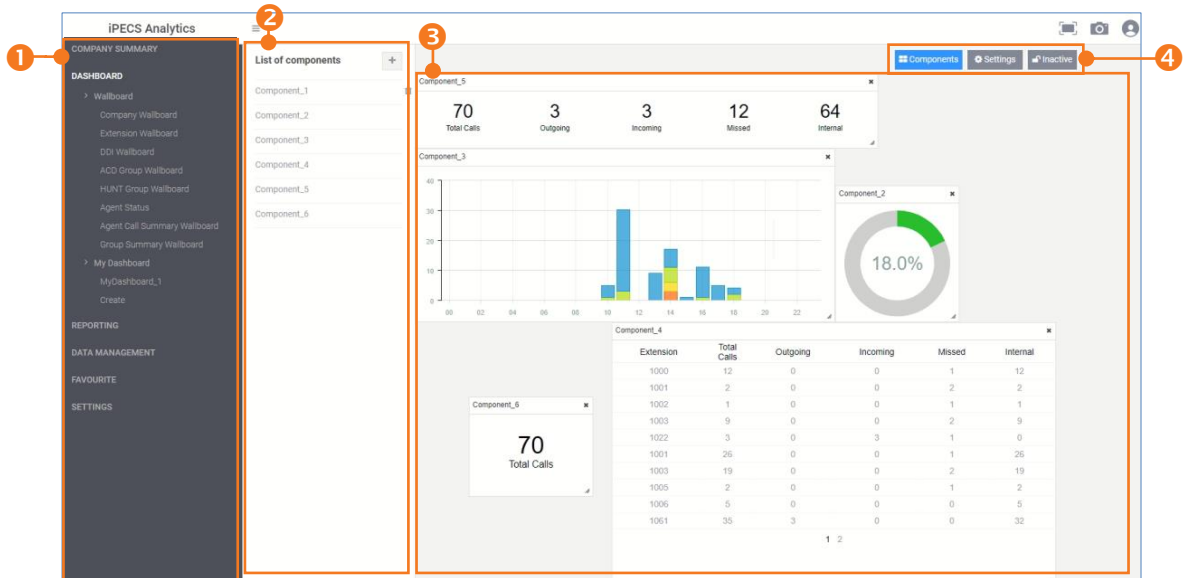 iPECS Analytics
1
2
3
4
COMPANY SUMMARY
DASHBOARD
> Wallboard
Company Wallboard
Extension Wallboard
DDI Wallboard
ACD Group Wallboard
HUNT Group Wallboard
Agent Status
Agent Call Summary Wallboard
Group Summary Wallboard
> My Dashboard
MyDashboard_1
Create
REPORTING
DATA MANAGEMENT
FAVOURITE
SETTINGS
List of components +
Component_1
Component_2
Component_3
Component_4
Component_5
Component_6
Components Settings Inactive
Component_5
70 3 3 12 64
Total Calls Outgoing Incoming Missed Internal
Component_3
40
30
20
10
0
00 02 04 06 08 10 12 14 16 18 20 22
Component_2
18.0%
Component_6
70
Total Calls
Component_4
Extension Total Calls Outgoing Incoming Missed Internal
1000 12 0 0 1 12
1001 2 0 0 2 2
1002 1 0 0 1 1
1003 9 0 0 2 9
1022 3 0 3 1 0
1001 26 0 0 1 26
1003 19 0 0 2 19
1005 2 0 0 1 2
1006 5 0 0 0 5
1061 35 3 0 0 32
1 2